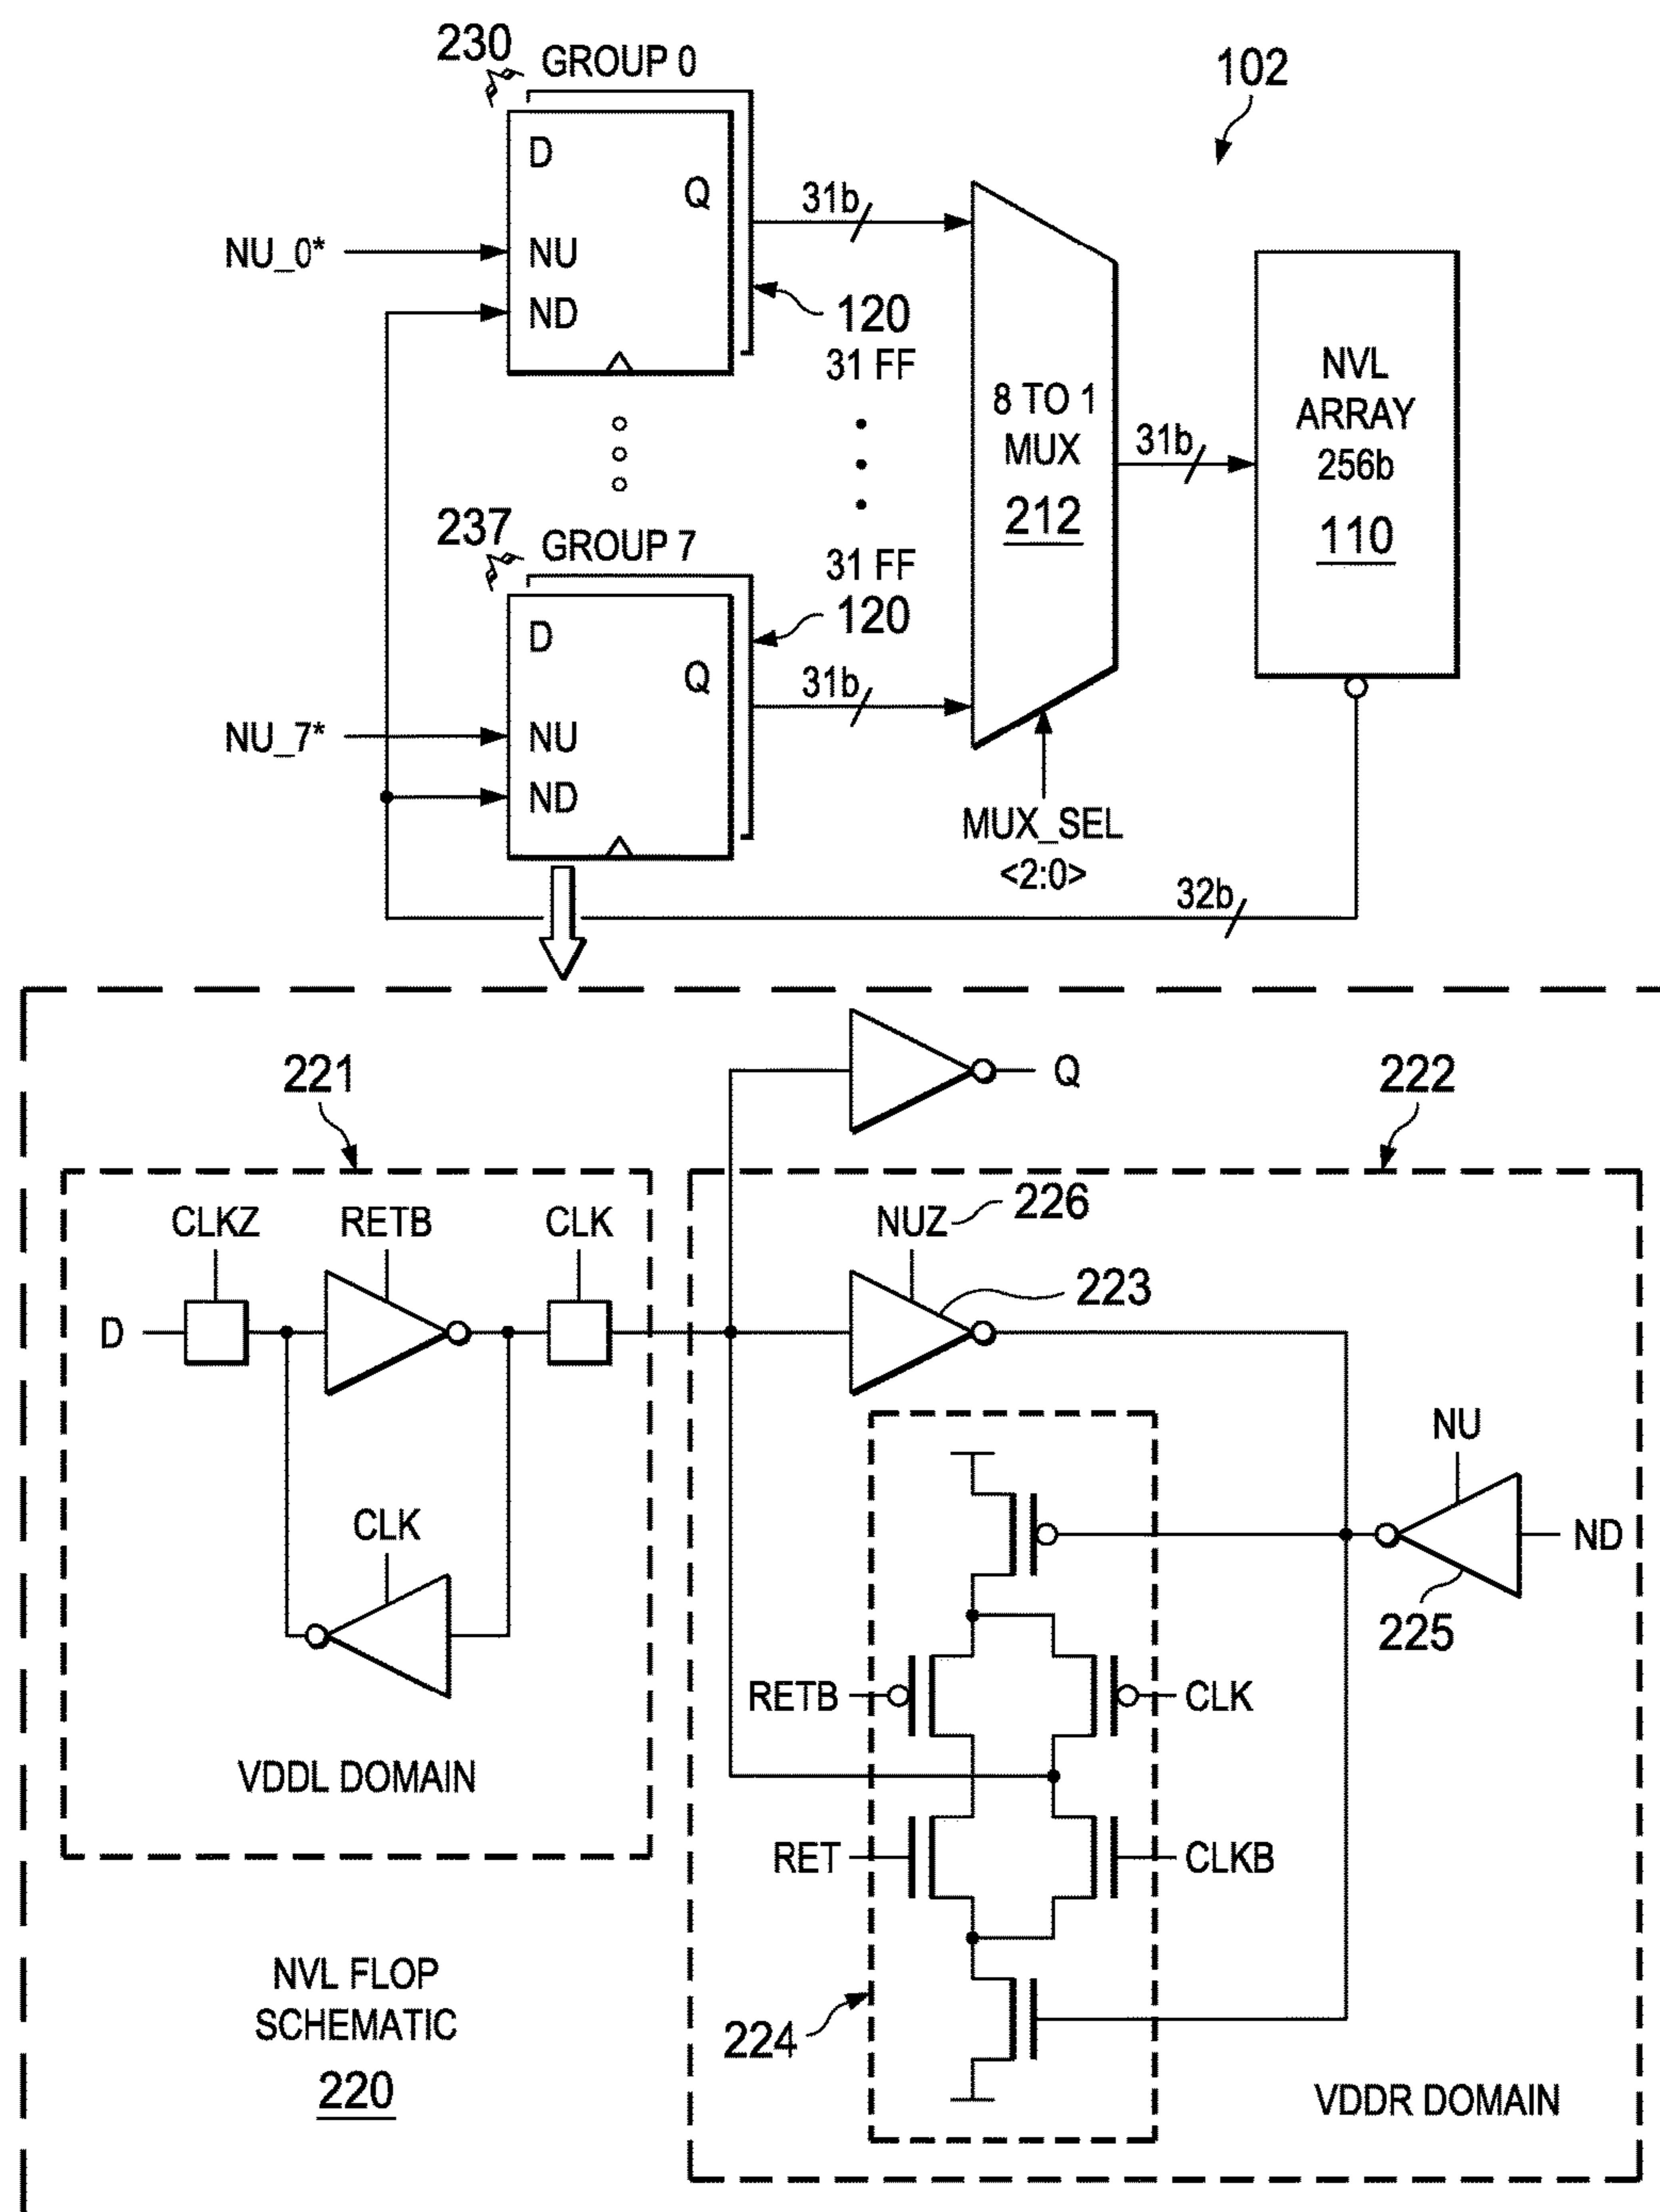 230
GROUP 0
102
D
Q
31b
NU_0*
NU
ND
120
31 FF
8 TO 1
MUX
212
31b
NVL
ARRAY
256b
110
237
GROUP 7
31 FF
120
D
Q
31b
NU_7*
NU
ND
MUX_SEL
<2:0>
32b
221
Q
222
CLKZ
RETB
CLK
NUZ
226
D
223
CLK
NU
ND
225
RETB
CLK
VDDL DOMAIN
RET
CLKB
NVL FLOP
SCHEMATIC
220
224
VDDR DOMAIN